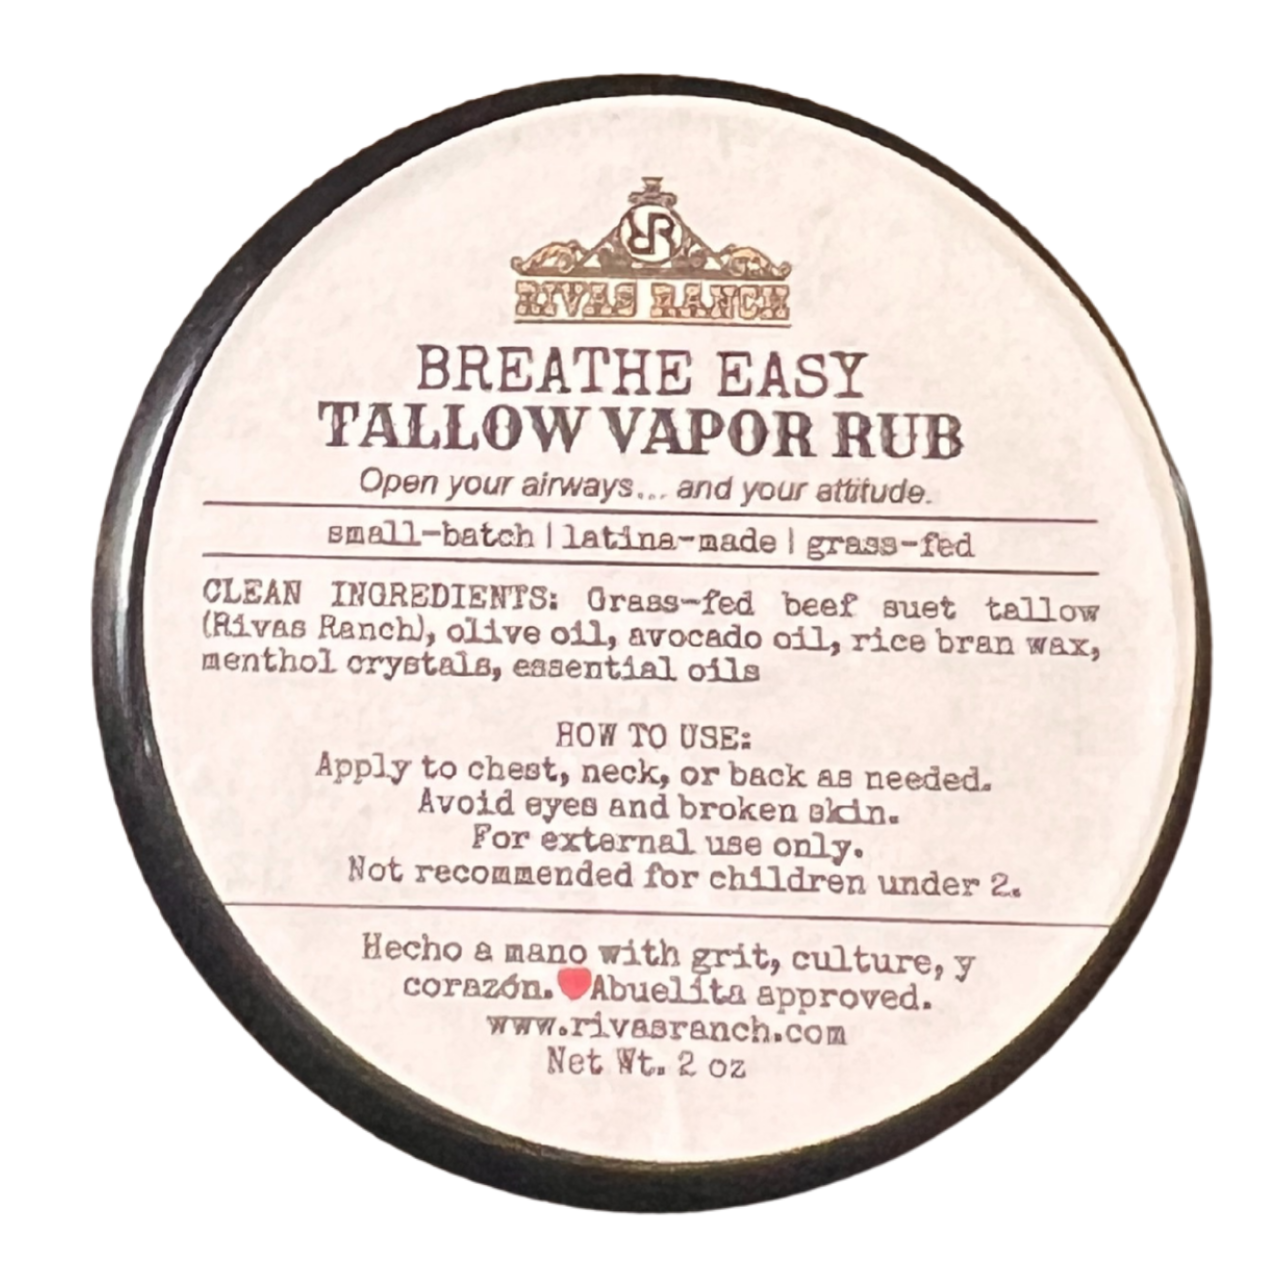 RR
RIVAS RANCH
BREATHE EASY
TALLOW VAPOR RUB
Open your airways... and your attitude.
small-batch | latina-made | grass-fed
CLEAN INGREDIENTS: Grass-fed beef suet tallow
(Rivas Ranch), olive oil, avocado oil, rice bran wax,
menthol crystals, essential oils
HOW TO USE:
Apply to chest, neck, or back as needed.
Avoid eyes and broken skin.
For external use only.
Not recommended for children under 2.
Hecho a mano with grit, culture, y
corazón. ❤️Abuelita approved.
www.rivasranch.com
Net Wt. 2 oz